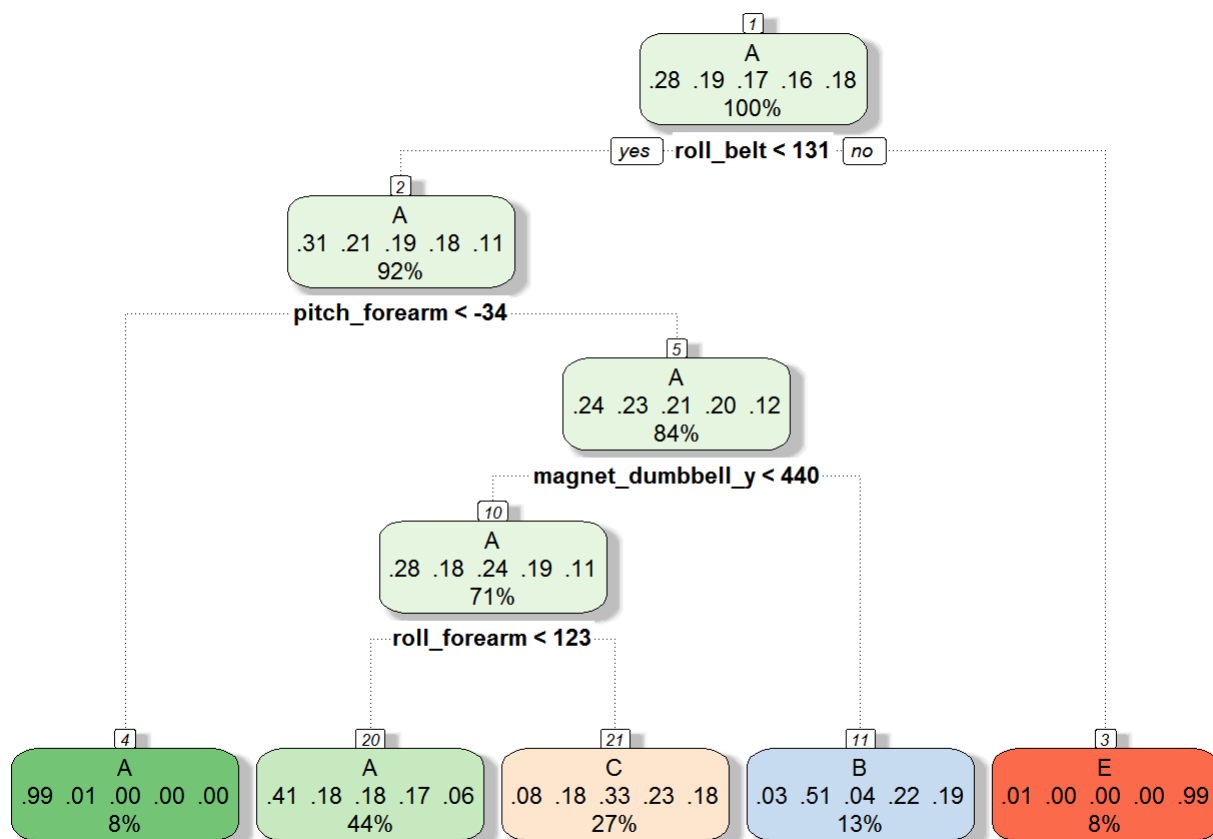 1
A
.28 .19 .17 .16 .18
100%
yes roll_belt < 131 no
2
A
.31 .21 .19 .18 .11
92%
pitch_forearm < -34
5
A
.24 .23 .21 .20 .12
84%
magnet_dumbbell_y < 440
10
A
.28 .18 .24 .19 .11
71%
roll_forearm < 123
4
A
.99 .01 .00 .00 .00
8%
20
A
.41 .18 .18 .17 .06
44%
21
C
.08 .18 .33 .23 .18
27%
11
B
.03 .51 .04 .22 .19
13%
3
E
.01 .00 .00 .00 .99
8%